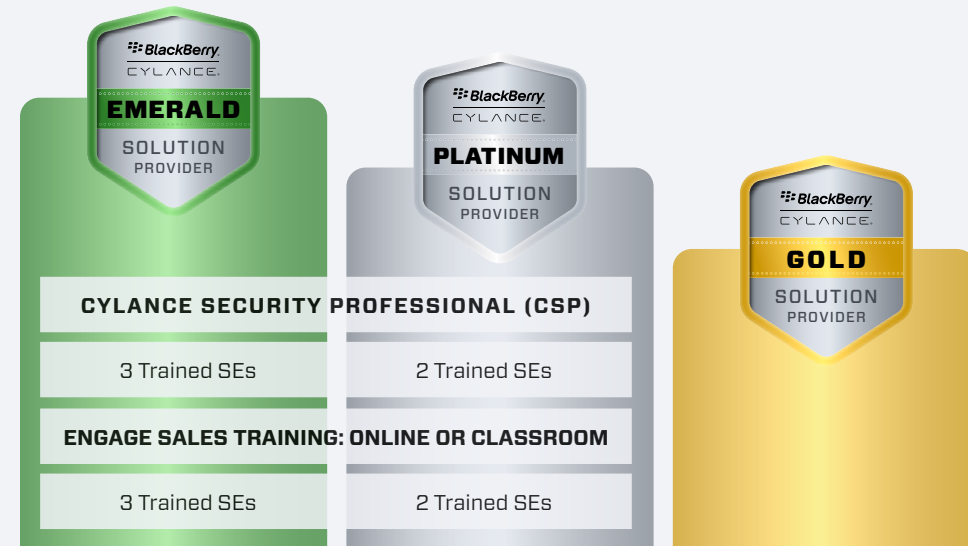 BlackBerry.
CYLANCE.
EMERALD
SOLUTION
PROVIDER
BlackBerry.
CYLANCE.
PLATINUM
SOLUTION
PROVIDER
BlackBerry.
CYLANCE.
GOLD
SOLUTION
PROVIDER
CYLANCE SECURITY PROFESSIONAL (CSP)
3 Trained SEs
2 Trained SEs
ENGAGE SALES TRAINING: ONLINE OR CLASSROOM
3 Trained SEs
2 Trained SEs